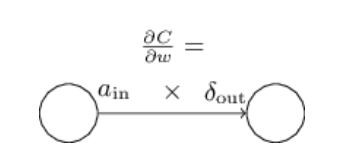 ∂C/∂w =
a_in × δ_out